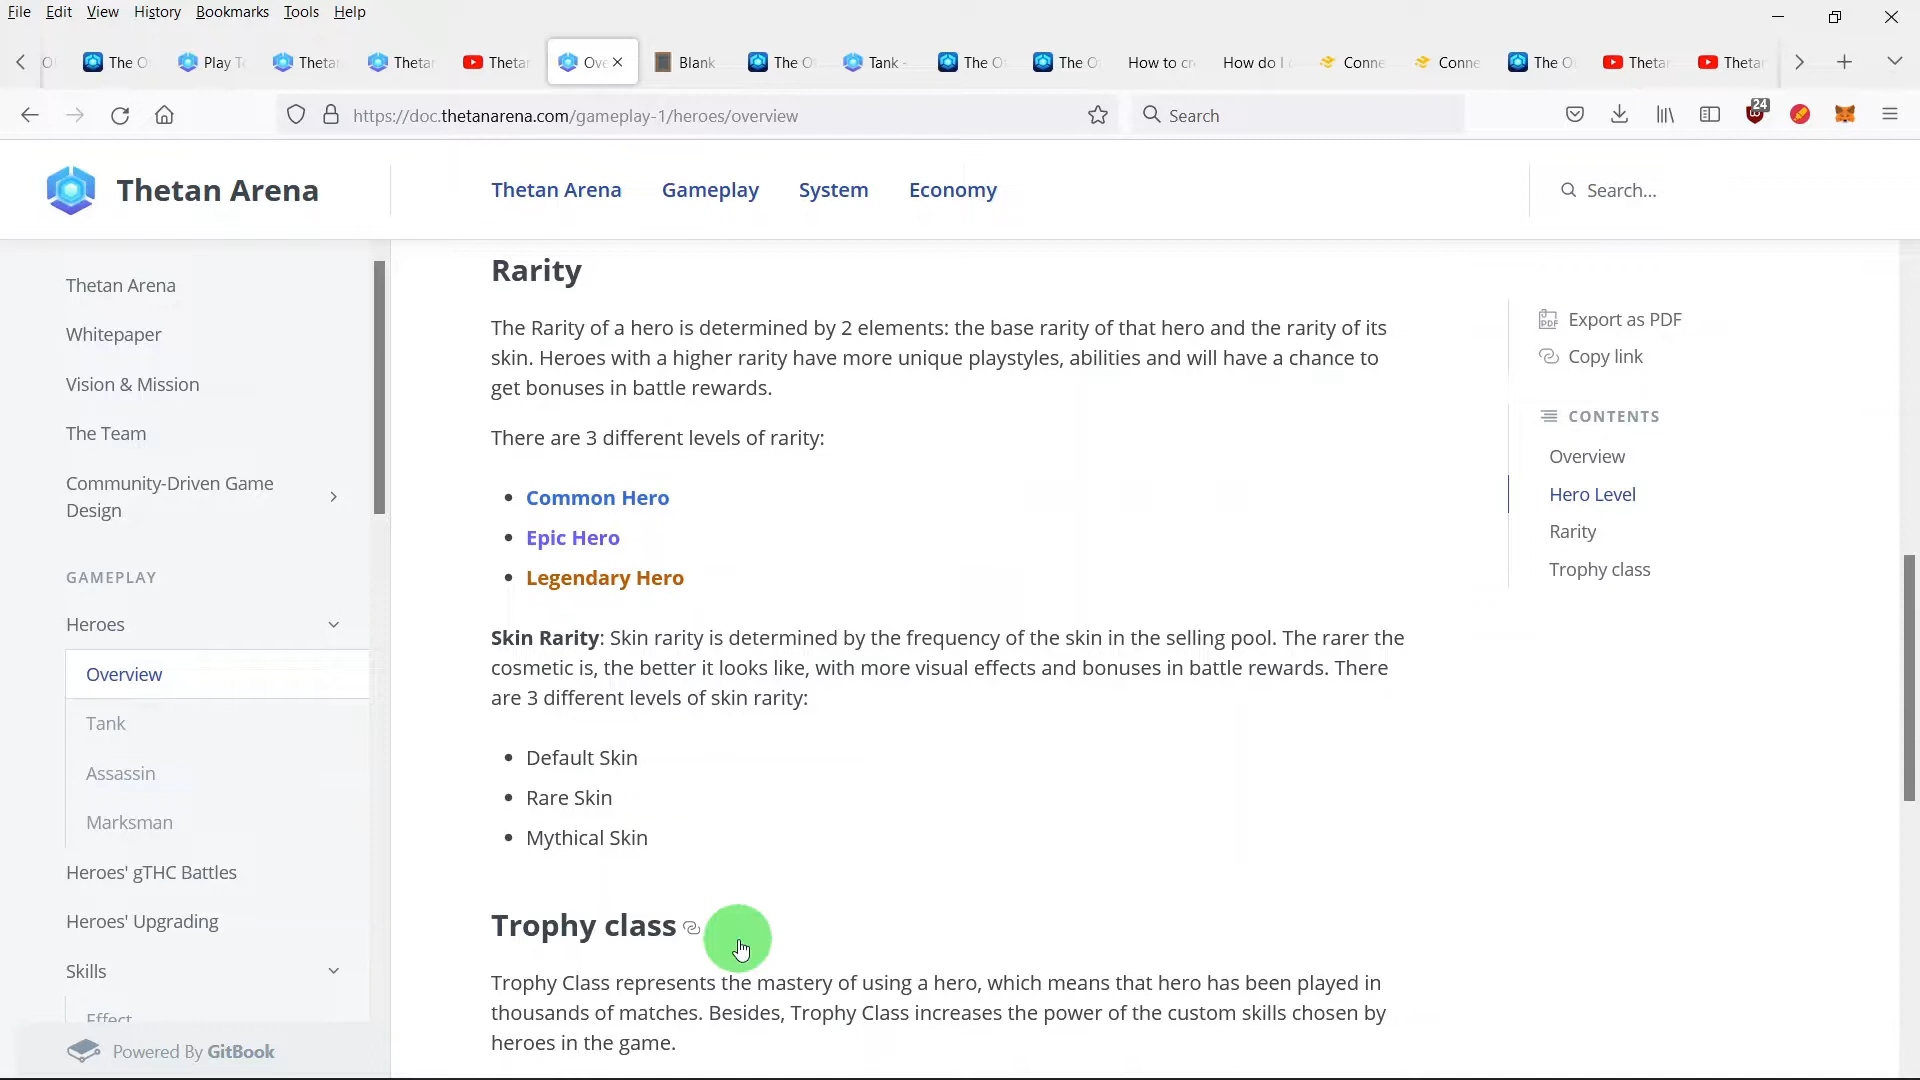 File Edit View History Bookmarks Tools Help
The O Play T Theta Theta Theta Ove Blank The O Tank - The O The O How to cr How do I Conne Conne The O Theta Theta
https://doc.thetanarena.com/gameplay-1/heroes/overview
Search
24
Thetan Arena
Thetan Arena Gameplay System Economy
Search...
Thetan Arena
Whitepaper
Vision & Mission
The Team
Community-Driven Game
Design
GAMEPLAY
Heroes
Overview
Tank
Assassin
Marksman
Heroes' gTHC Battles
Heroes' Upgrading
Skills
Effect
Powered By GitBook
Rarity
The Rarity of a hero is determined by 2 elements: the base rarity of that hero and the rarity of its
skin. Heroes with a higher rarity have more unique playstyles, abilities and will have a chance to
get bonuses in battle rewards.
There are 3 different levels of rarity:
Common Hero
Epic Hero
Legendary Hero
Skin Rarity: Skin rarity is determined by the frequency of the skin in the selling pool. The rarer the
cosmetic is, the better it looks like, with more visual effects and bonuses in battle rewards. There
are 3 different levels of skin rarity:
Default Skin
Rare Skin
Mythical Skin
Trophy class
Trophy Class represents the mastery of using a hero, which means that hero has been played in
thousands of matches. Besides, Trophy Class increases the power of the custom skills chosen by
heroes in the game.
Export as PDF
Copy link
CONTENTS
Overview
Hero Level
Rarity
Trophy class